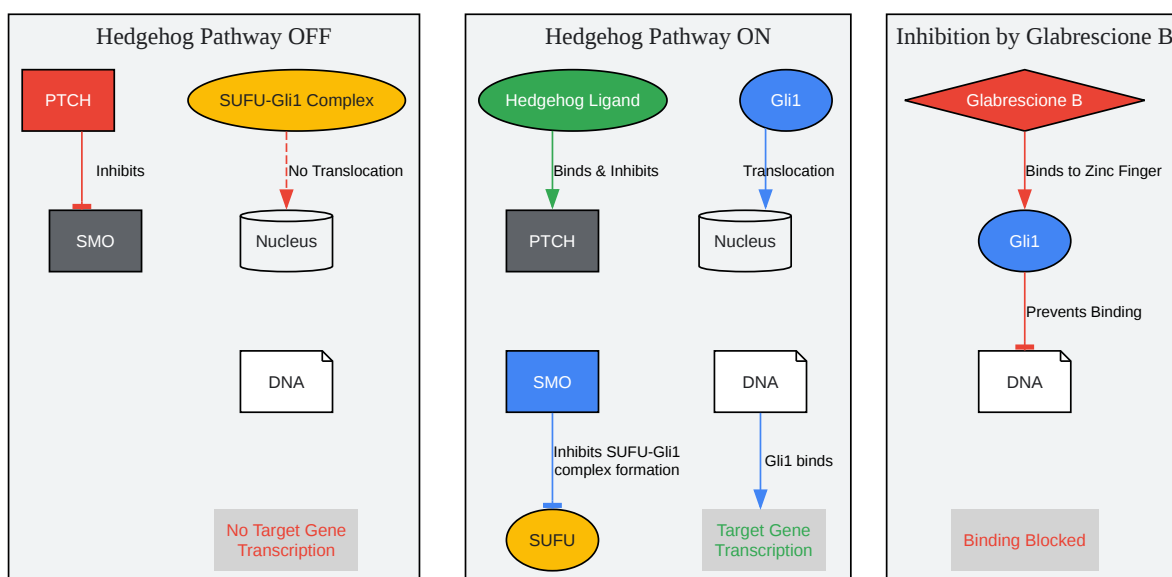 Hedgehog Pathway OFF
PTCH
SUFU-Gli1 Complex
Inhibits
No Translocation
SMO
Nucleus
DNA
No Target Gene
Transcription
Hedgehog Pathway ON
Hedgehog Ligand
Gli1
Binds & Inhibits
Translocation
PTCH
Nucleus
SMO
DNA
Inhibits SUFU-Gli1
complex formation
Gli1 binds
SUFU
Target Gene
Transcription
Inhibition by Glabrescione B
Glabrescione B
Binds to Zinc Finger
Gli1
Prevents Binding
DNA
Binding Blocked